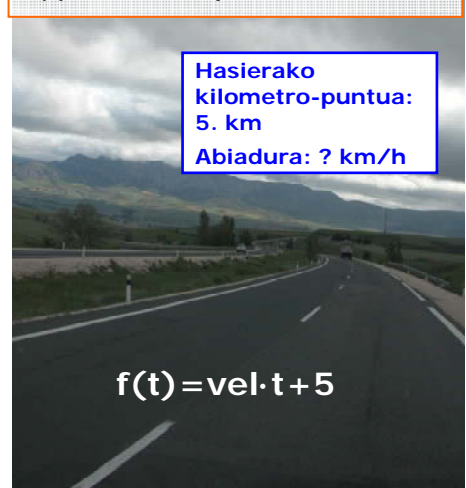 Hasierako
kilometro-puntua:
5. km
Abiadura: ? km/h
f(t)=vel·t+5